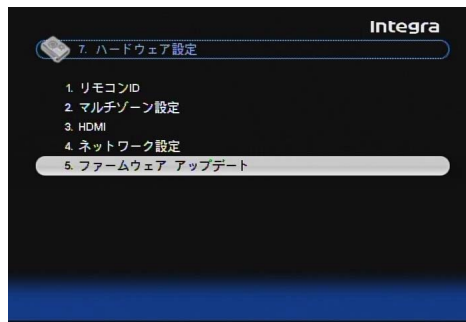 Integra
7. ハードウェア設定
1. リモコンID
2. マルチゾーン設定
3. HDMI
4. ネットワーク設定
5. ファームウェア アップデート